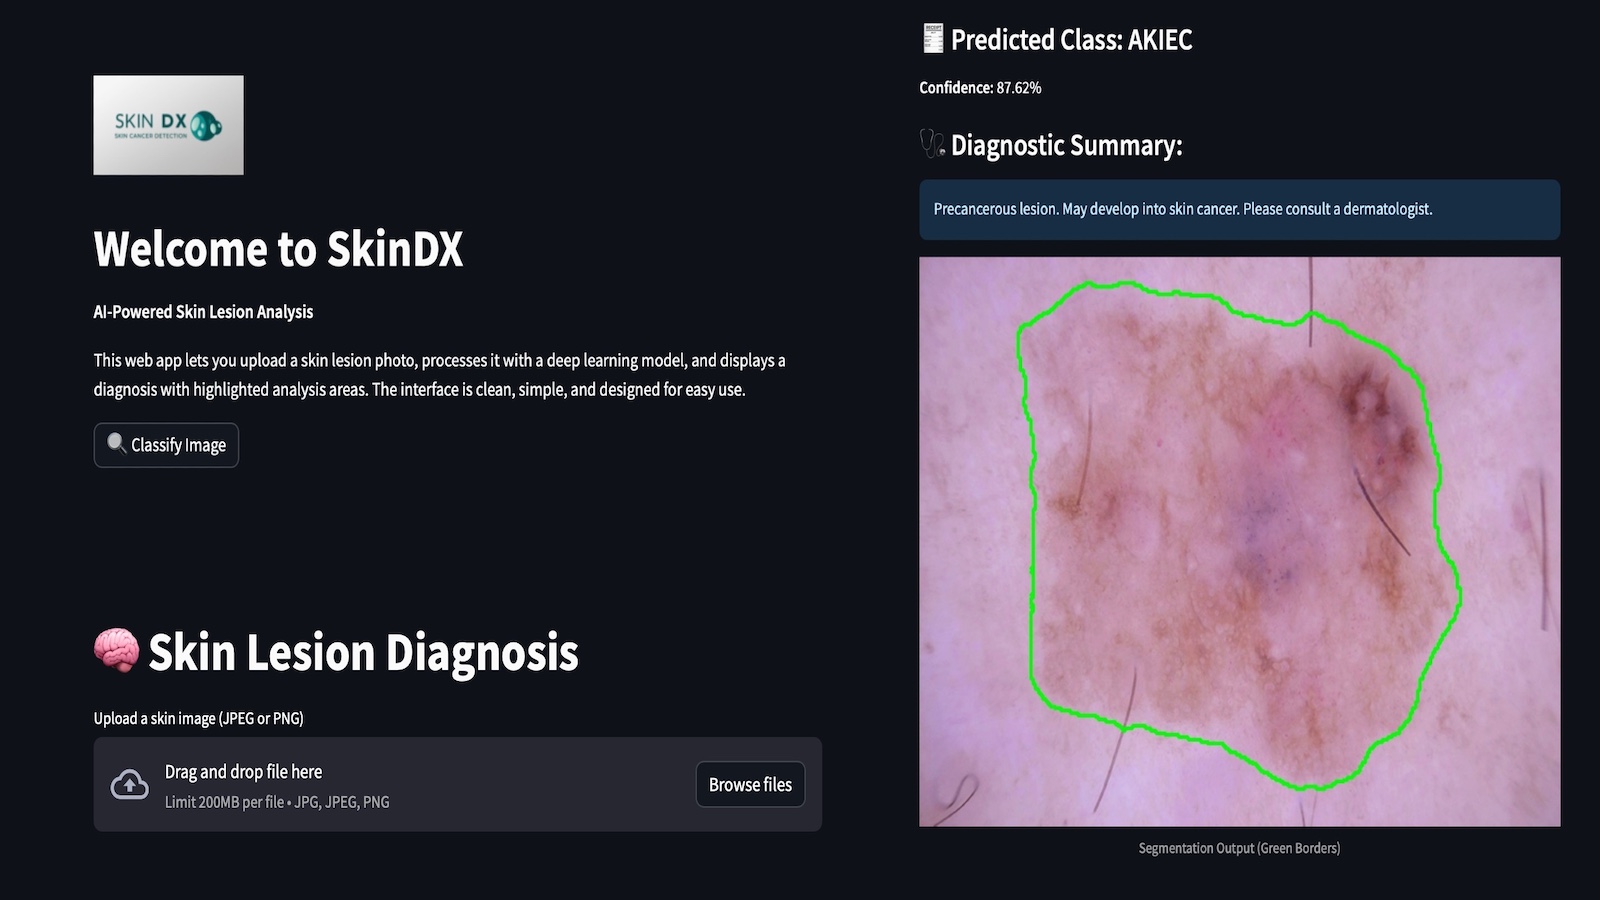 SKIN DX
SKIN CANCER DETECTION
Welcome to SkinDX
AI-Powered Skin Lesion Analysis
This web app lets you upload a skin lesion photo, processes it with a deep learning model, and displays a
diagnosis with highlighted analysis areas. The interface is clean, simple, and designed for easy use.
Classify Image
Skin Lesion Diagnosis
Upload a skin image (JPEG or PNG)
Drag and drop file here
Limit 200MB per file • JPG, JPEG, PNG
Browse files
Predicted Class: AKIEC
Confidence: 87.62%
Diagnostic Summary:
Precancerous lesion. May develop into skin cancer. Please consult a dermatologist.
Segmentation Output (Green Borders)